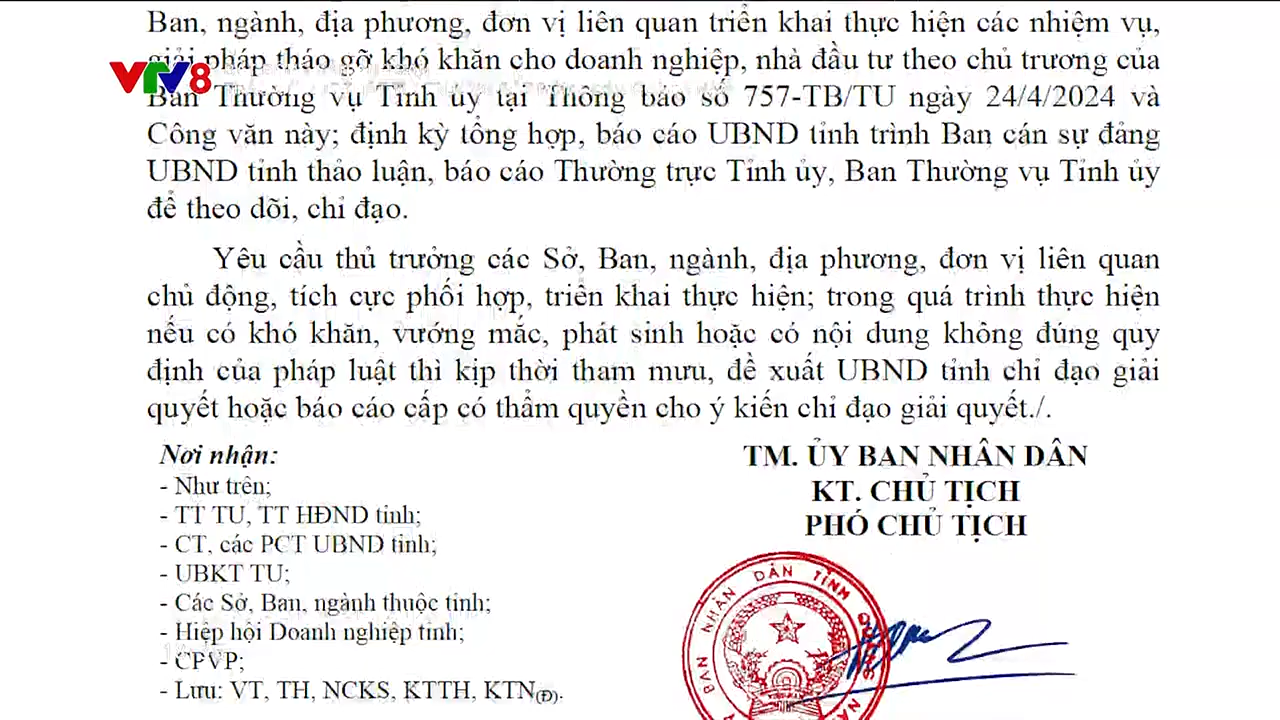 Ban, ngành, địa phương, đơn vị liên quan triển khai thực hiện các nhiệm vụ,
giải pháp tháo gỡ khó khăn cho doanh nghiệp, nhà đầu tư theo chủ trương của
VTV8
Ban Thường vụ Tỉnh ủy tại Thông báo số 757-TB/TU ngày 24/4/2024 và
Công văn này; định kỳ tổng hợp, báo cáo UBND tỉnh trình Ban cán sự đảng
UBND tỉnh thảo luận, báo cáo Thường trực Tỉnh ủy, Ban Thường vụ Tỉnh ủy
để theo dõi, chỉ đạo.
Yêu cầu thủ trưởng các Sở, Ban, ngành, địa phương, đơn vị liên quan
chủ động, tích cực phối hợp, triển khai thực hiện; trong quá trình thực hiện
nếu có khó khăn, vướng mắc, phát sinh hoặc có nội dung không đúng quy
định của pháp luật thì kịp thời tham mưu, đề xuất UBND tỉnh chỉ đạo giải
quyết hoặc báo cáo cấp có thẩm quyền cho ý kiến chỉ đạo giải quyết./.
Nơi nhận:
- Như trên;
- TT TU, TT HĐND tỉnh;
- CT, các PCT UBND tỉnh;
- UBKT TU;
- Các Sở, Ban, ngành thuộc tỉnh;
- Hiệp hội Doanh nghiệp tỉnh;
- CPVP;
- Lưu: VT, TH, NCKS, KTTH, KTN(Đ).
TM. ỦY BAN NHÂN DÂN
KT. CHỦ TỊCH
PHÓ CHỦ TỊCH
BAN NHÂN DÂN TỈNH